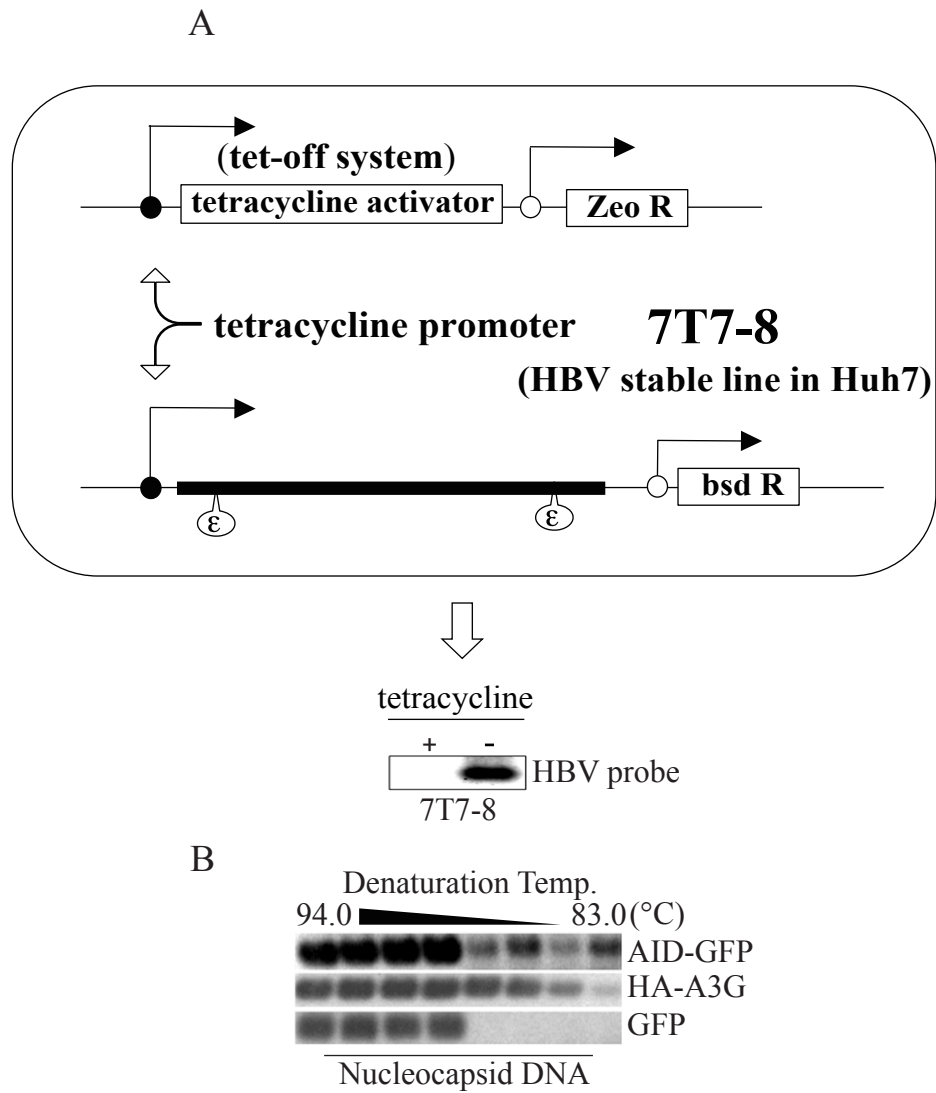 A
(tet-off system)
tetracycline activator
Zeo R
tetracycline promoter
7T7-8
(HBV stable line in Huh7)
ε
ε
bsd R
tetracycline
+ -
HBV probe
7T7-8
B
Denaturation Temp.
94.0 83.0 (°C)
AID-GFP
HA-A3G
GFP
Nucleocapsid DNA